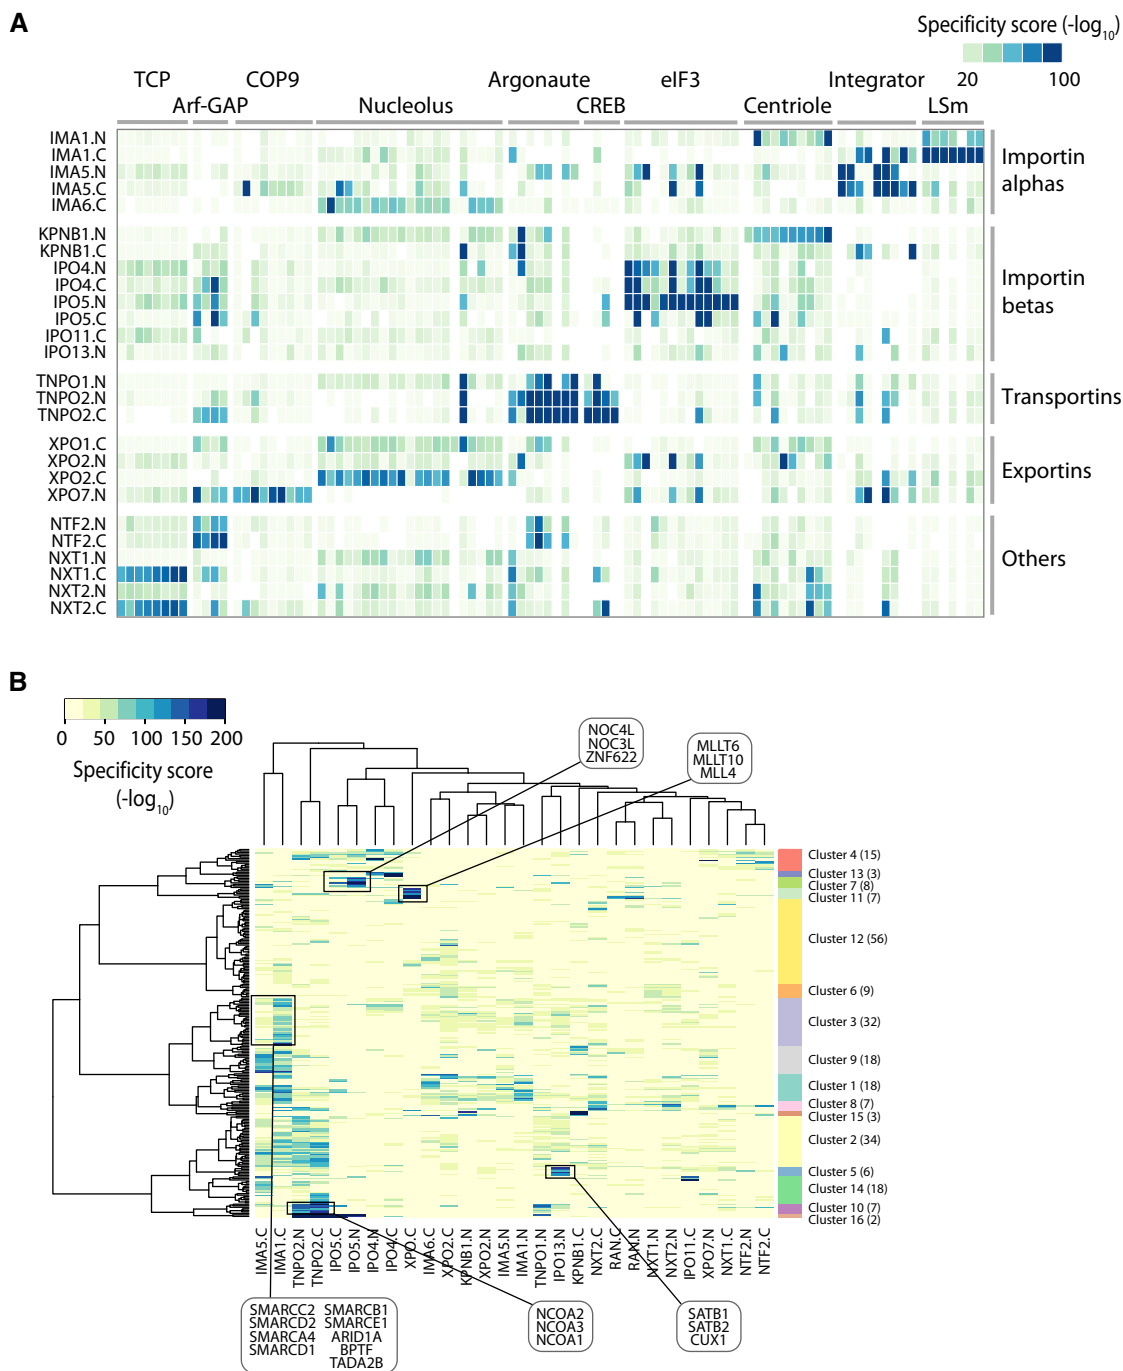 A
Specificity score (-log10)
20 100
TCP COP9 Argonaute eIF3 Integrator
Arf-GAP Nucleolus CREB Centriole LSm
IMA1.N
IMA1.C
IMA5.N
IMA5.C
IMA6.C
Importin
alphas
KPNB1.N
KPNB1.C
IPO4.N
IPO4.C
IPO5.N
IPO5.C
IPO11.C
IPO13.N
Importin
betas
TNPO1.N
TNPO2.N
TNPO2.C
Transportins
XPO1.C
XPO2.N
XPO2.C
XPO7.N
Exportins
NTF2.N
NTF2.C
NXT1.N
NXT1.C
NXT2.N
NXT2.C
Others
B
0 50 100 150 200
Specificity score
(-log10)
NOC4L
NOC3L
ZNF622
MLLT6
MLLT10
MLL4
Cluster 4 (15)
Cluster 13 (3)
Cluster 7 (8)
Cluster 11 (7)
Cluster 12 (56)
Cluster 6 (9)
Cluster 3 (32)
Cluster 9 (18)
Cluster 1 (18)
Cluster 8 (7)
Cluster 15 (3)
Cluster 2 (34)
Cluster 5 (6)
Cluster 14 (18)
Cluster 10 (7)
Cluster 16 (2)
IMA5.C
IMA1.C
TNPO2.N
TNPO2.C
IPO5.C
IPO5.N
IPO4.N
IPO4.C
XPO.C
IMA6.C
XPO2.C
KPNB1.N
XPO2.N
IMA5.N
IMA1.N
TNPO1.N
IPO13.N
KPNB1.C
NXT2.C
RAN.C
RAN.N
NXT1.N
NXT2.N
IPO11.C
XPO7.N
NXT1.C
NTF2.N
NTF2.C
SMARCC2 SMARCB1
SMARCD2 SMARCE1
SMARCA4 ARID1A
SMARCD1 BPTF
TADA2B
NCOA2
NCOA3
NCOA1
SATB1
SATB2
CUX1